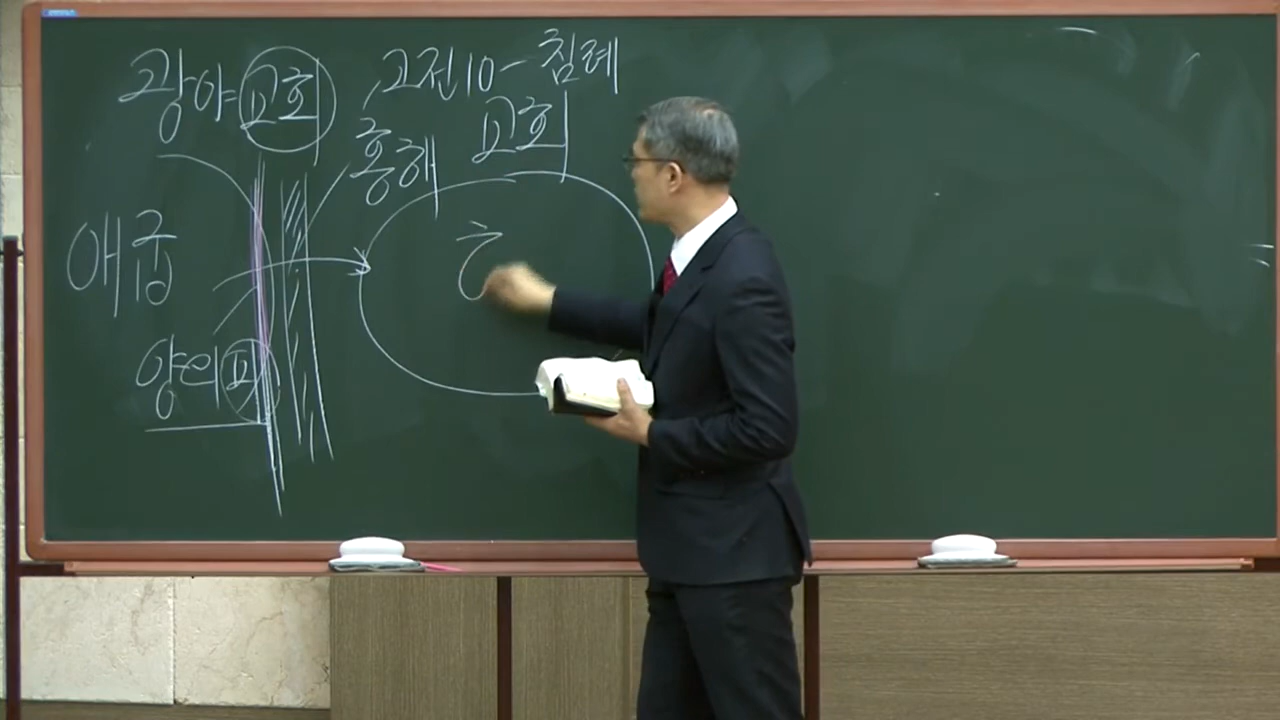 광야교회
고전10-침례
교회
홍해
애굽
양의피